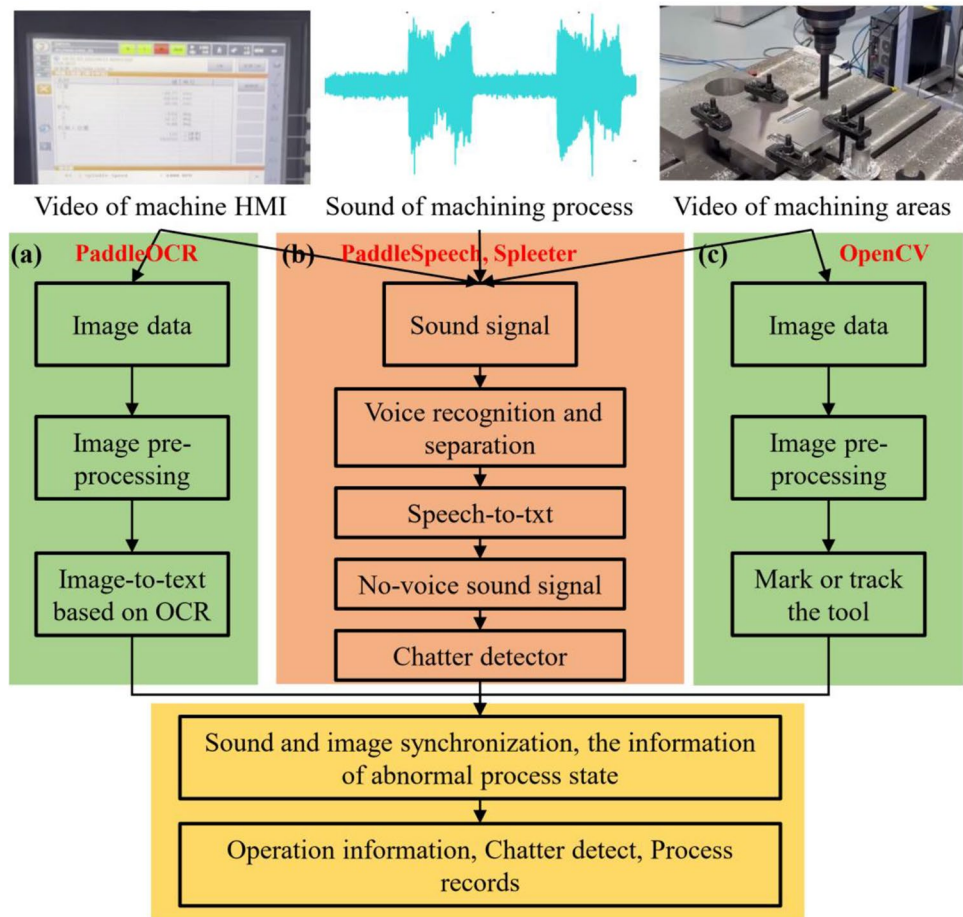 Video of machine HMI
Sound of machining process
Video of machining areas
(a)
PaddleOCR
(b)
PaddleSpeech, Spleeter
(c)
OpenCV
Image data
Image pre-
processing
Image-to-text
based on OCR
Sound signal
Voice recognition and
separation
Speech-to-txt
No-voice sound signal
Chatter detector
Image data
Image pre-
processing
Mark or track
the tool
Sound and image synchronization, the information
of abnormal process state
Operation information, Chatter detect, Process
records